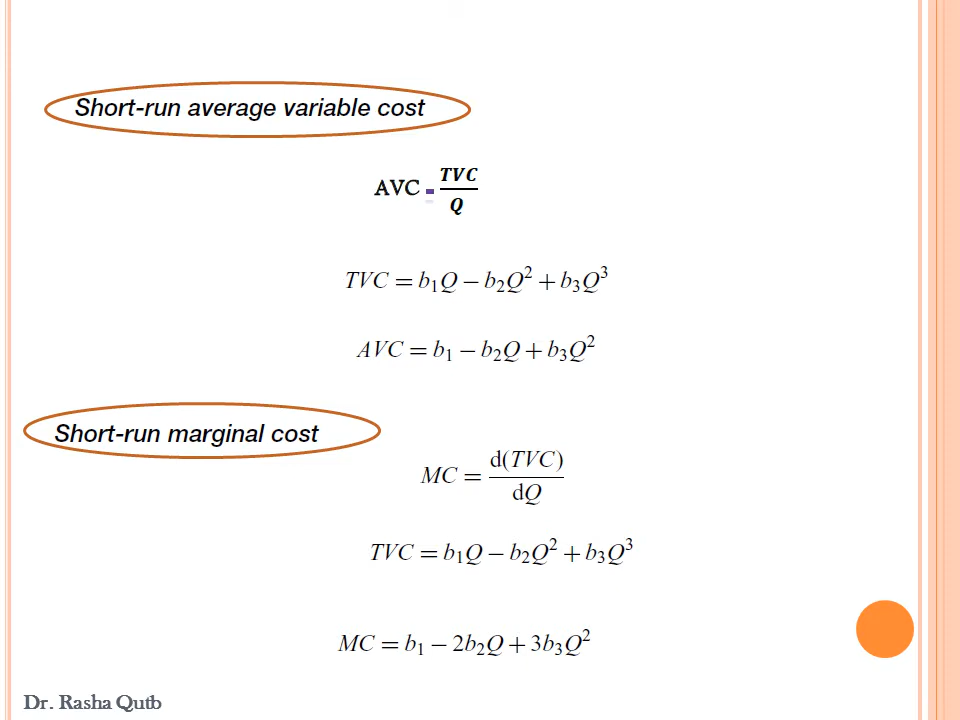 Short-run average variable cost
AVC = TVC/Q
TVC = b₁Q − b₂Q² + b₃Q³
AVC = b₁ − b₂Q + b₃Q²
Short-run marginal cost
MC = d(TVC)/dQ
TVC = b₁Q − b₂Q² + b₃Q³
MC = b₁ − 2b₂Q + 3b₃Q²
Dr. Rasha Qutb